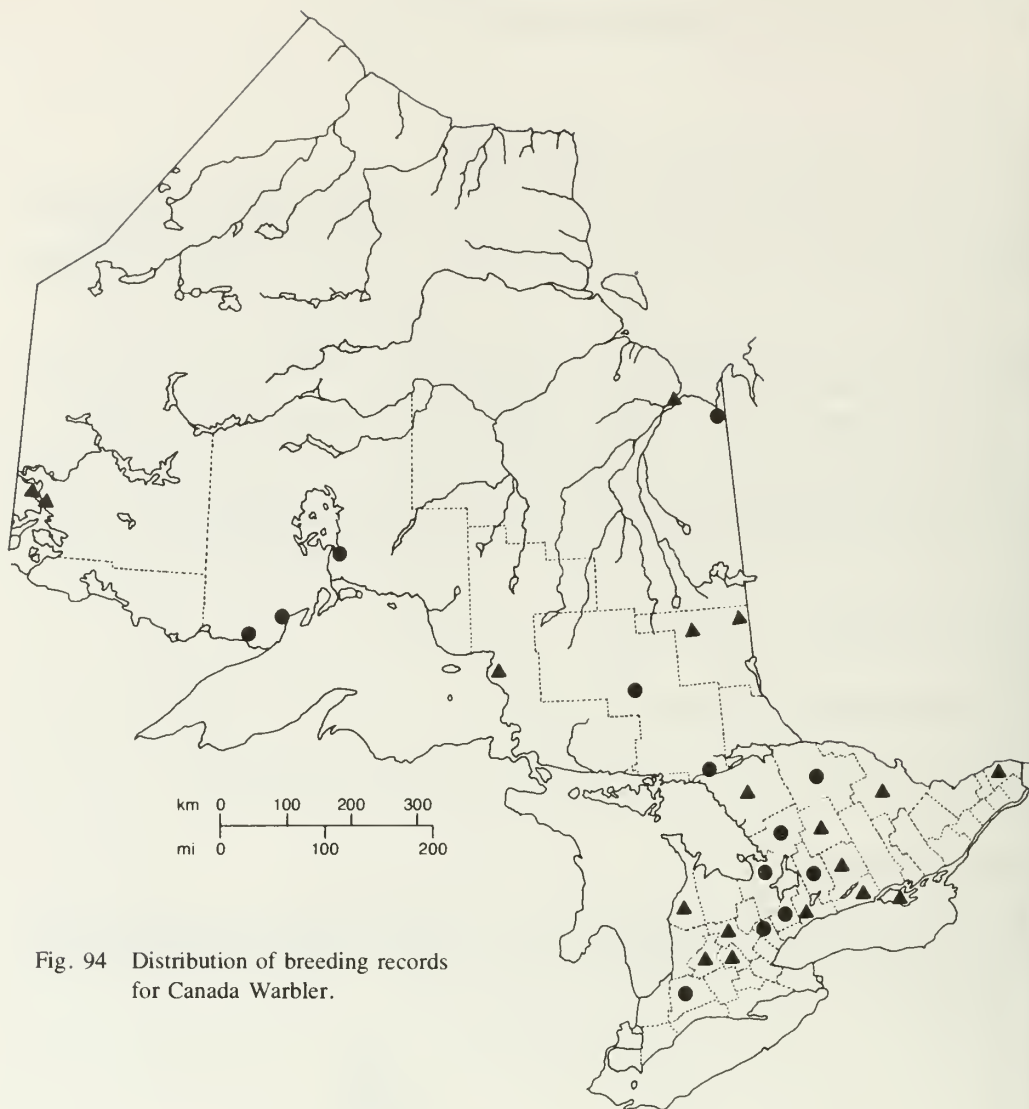 km 0 100 200 300
mi 0 100 200
Fig. 94 Distribution of breeding records
for Canada Warbler.